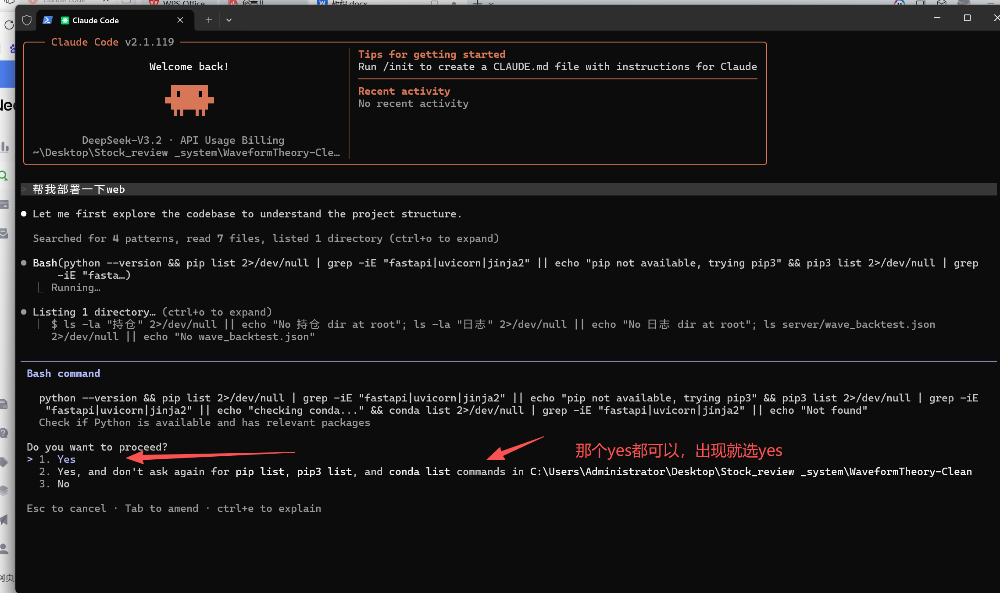 claude code
WPS Office
稻壳儿
教程.docx
Claude Code
Claude Code v2.1.119
Welcome back!
DeepSeek-V3.2 · API Usage Billing
~\Desktop\Stock_review _system\WaveformTheory-Cle…
Tips for getting started
Run /init to create a CLAUDE.md file with instructions for Claude
Recent activity
No recent activity
> 帮我部署一下web
● Let me first explore the codebase to understand the project structure.
Searched for 4 patterns, read 7 files, listed 1 directory (ctrl+o to expand)
● Bash(python --version && pip list 2>/dev/null | grep -iE "fastapi|uvicorn|jinja2" || echo "pip not available, trying pip3" && pip3 list 2>/dev/null | grep
-iE "fasta…)
⎿ Running…
● Listing 1 directory… (ctrl+o to expand)
⎿ $ ls -la "持仓" 2>/dev/null || echo "No 持仓 dir at root"; ls -la "日志" 2>/dev/null || echo "No 日志 dir at root"; ls server/wave_backtest.json
2>/dev/null || echo "No wave_backtest.json"
Bash command
python --version && pip list 2>/dev/null | grep -iE "fastapi|uvicorn|jinja2" || echo "pip not available, trying pip3" && pip3 list 2>/dev/null | grep -iE
"fastapi|uvicorn|jinja2" || echo "checking conda..." && conda list 2>/dev/null | grep -iE "fastapi|uvicorn|jinja2" || echo "Not found"
Check if Python is available and has relevant packages
Do you want to proceed?
那个yes都可以，出现就选yes
> 1. Yes
2. Yes, and don't ask again for pip list, pip3 list, and conda list commands in C:\Users\Administrator\Desktop\Stock_review _system\WaveformTheory-Clean
3. No
Esc to cancel · Tab to amend · ctrl+e to explain
网页